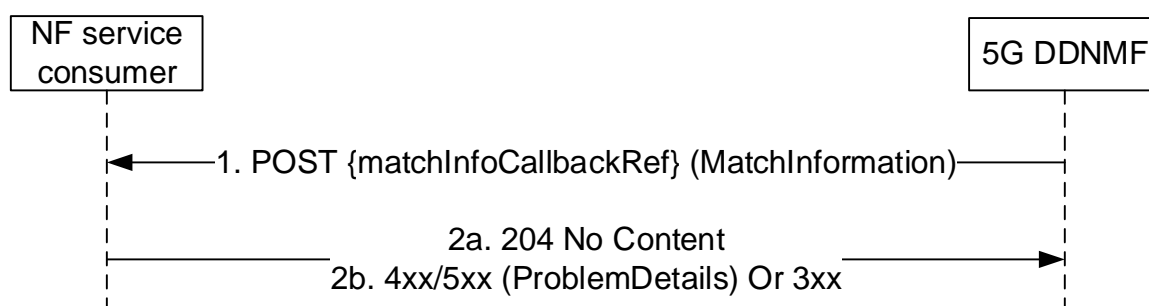 NF service
consumer
5G DDNMF
1. POST {matchInfoCallbackRef} (MatchInformation)
2a. 204 No Content
2b. 4xx/5xx (ProblemDetails) Or 3xx